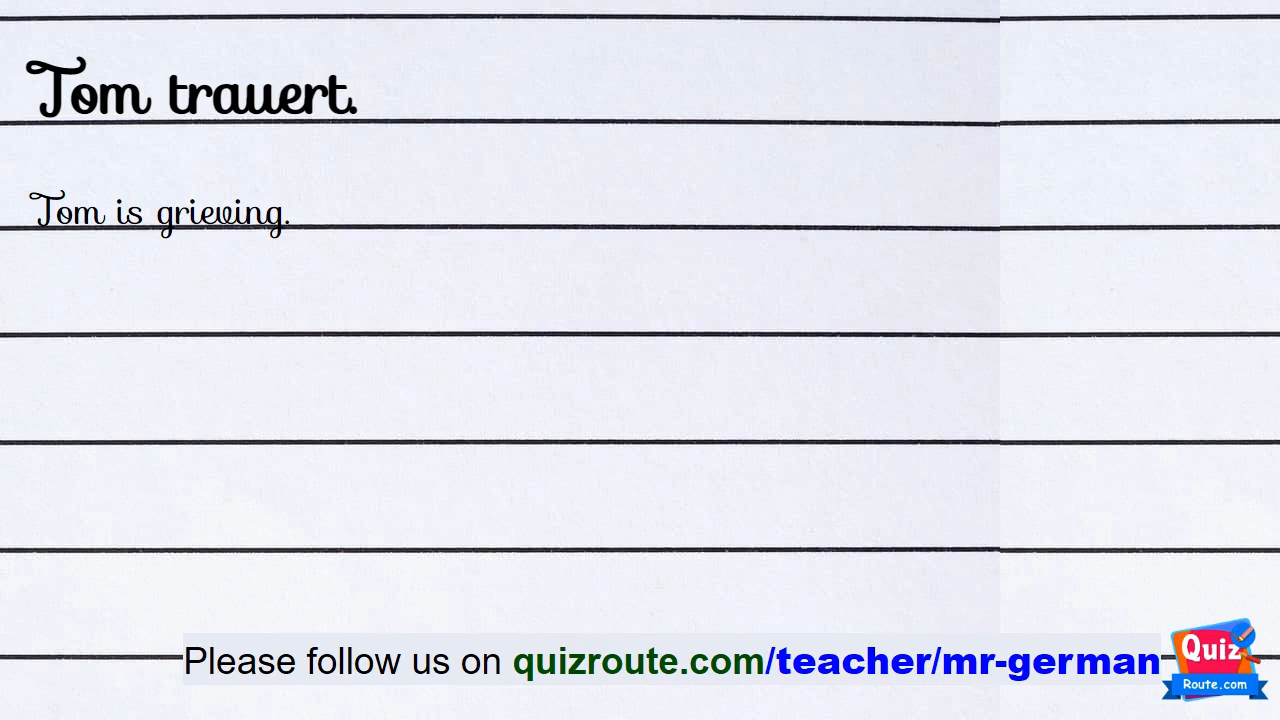 Tom trauert.
Tom is grieving.
Please follow us on quizroute.com/teacher/mr-german
Quiz
Route.com